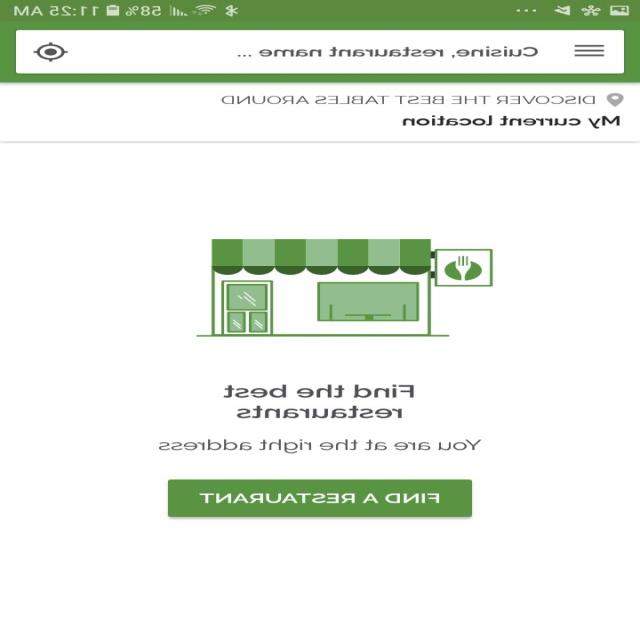 58% 11:25 AM
Cuisine, restaurant name ...
DISCOVER THE BEST TABLES AROUND
My current location
Find the best
restaurants
You are at the right address
FIND A RESTAURANT